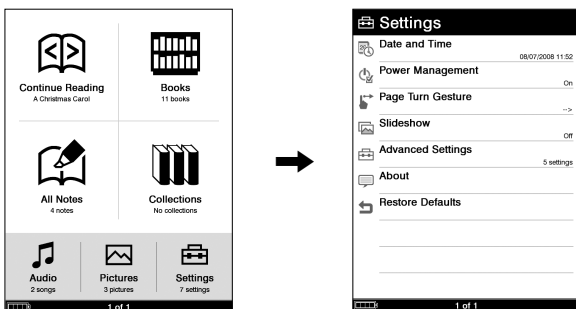 Continue Reading
A Christmas Carol
Books
11 books
All Notes
4 notes
Collections
No collections
Audio
2 songs
Pictures
3 pictures
Settings
7 settings
1 of 1
Settings
Date and Time
08/07/2008 11:52
Power Management
On
Page Turn Gesture
-->
Slideshow
Off
Advanced Settings
5 settings
About
Restore Defaults
1 of 1